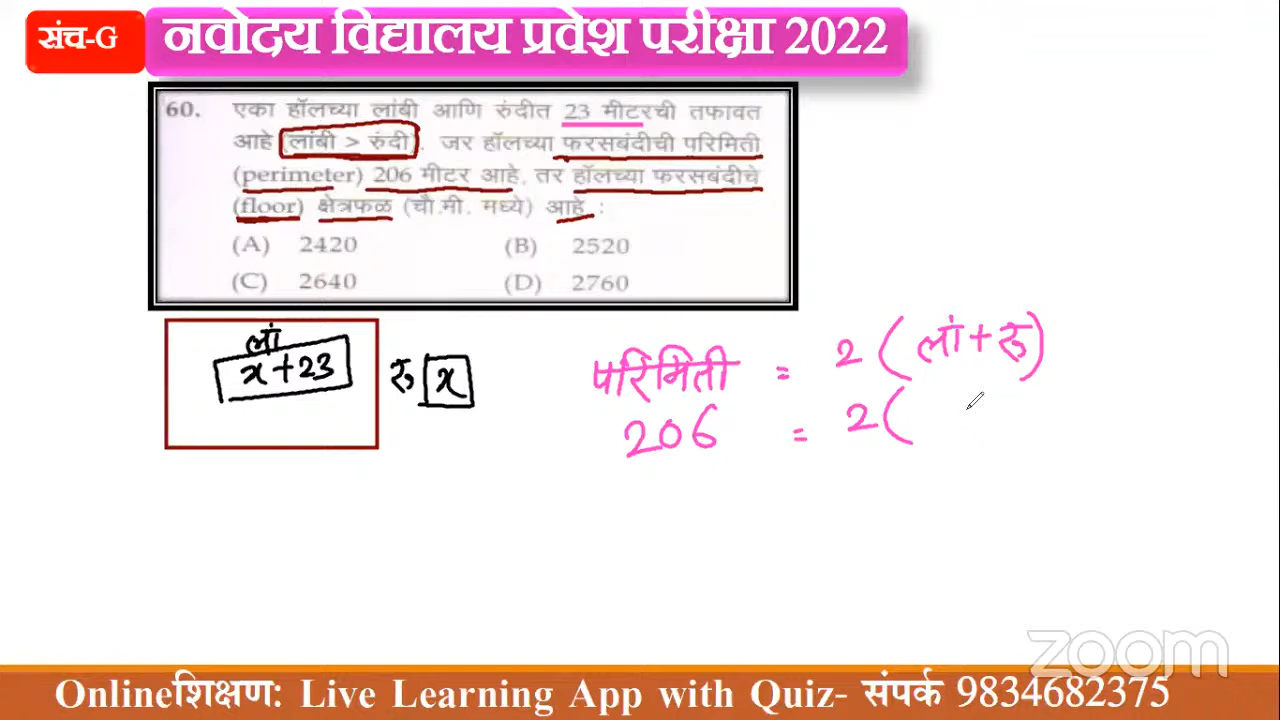 संच-G
नवोदय विद्यालय प्रवेश परीक्षा 2022
60. एका हॉलच्या लांबी आणि रुंदीत 23 मीटरची तफावत
आहे (लांबी > रुंदी). जर हॉलच्या फरसबंदीची परिमिती
(perimeter) 206 मीटर आहे, तर हॉलच्या फरसबंदीचे
(floor) क्षेत्रफळ (चौ.मी. मध्ये) आहे :
(A) 2420 (B) 2520
(C) 2640 (D) 2760
लां
x+23 रु x
परिमिती = 2 (लां+रु)
206 = 2(
zoom
Onlineशिक्षण: Live Learning App with Quiz- संपर्क 9834682375